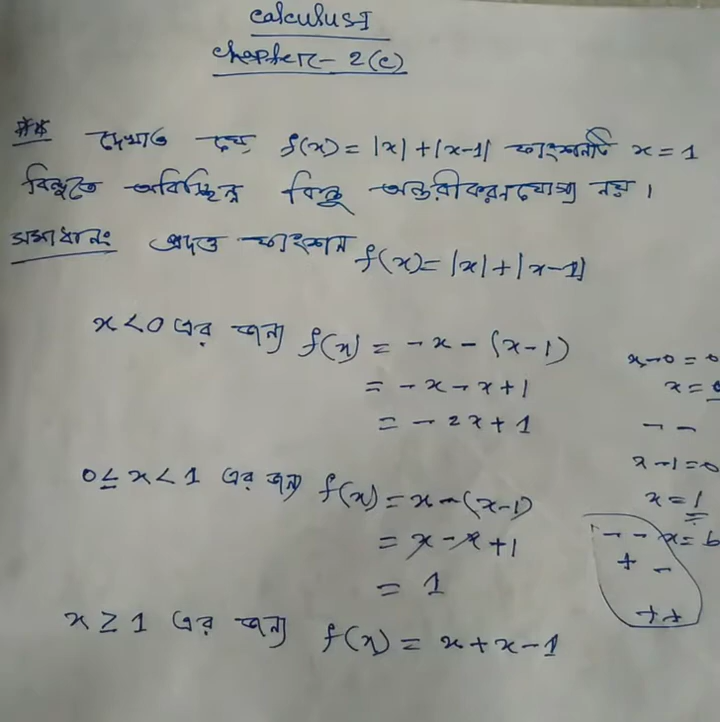 Calculus-I
Chapter - 2(c)
** দেখাও যে, f(x) = |x| + |x-1| ফাংশনটি x = 1
বিন্দুতে অবিচ্ছিন্ন কিন্তু অন্তরীকরণযোগ্য নয়।
সমাধানঃ প্রদত্ত ফাংশন f(x) = |x| + |x-1|
x < 0 এর জন্য f(x) = - x - (x-1)
= - x - x + 1
= - 2x + 1
x - 0 = 0
x = 0
- -
x - 1 = 0
x = 1
0 ≤ x < 1 এর জন্য f(x) = x - (x-1)
= x - x + 1
= 1
- -
+ -
+ +
x ≥ 1 এর জন্য f(x) = x + x - 1